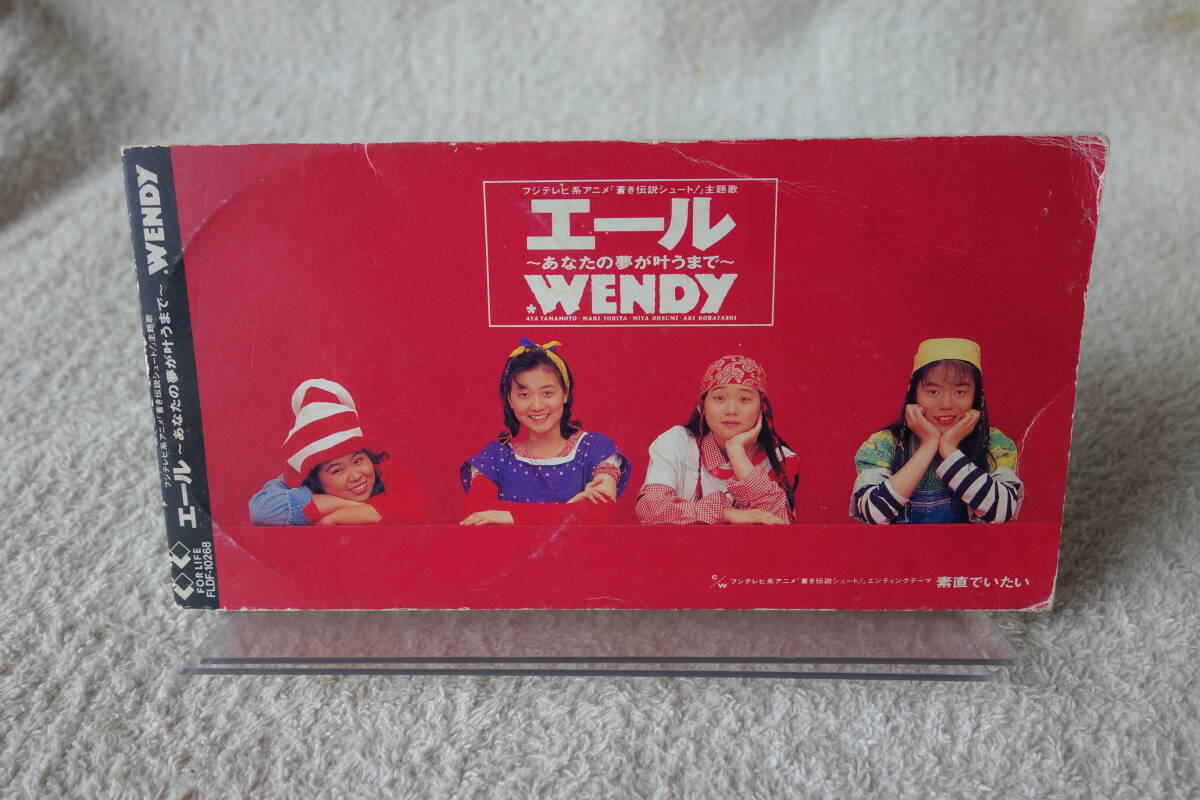 フジテレビ系アニメ「蒼き伝説シュート!」主題歌
エール
〜あなたの夢が叶うまで〜
*WENDY
AYA YAMAMOTO・MARI YORITA・MIYA OHSUMI・AKI KOBAYASHI
C/W フジテレビ系アニメ「蒼き伝説シュート!」エンディングテーマ 素直でいたい
*WENDY
フジテレビ系アニメ「蒼き伝説シュート!」主題歌
エール〜あなたの夢が叶うまで〜
FOR LIFE
FLDF-10268